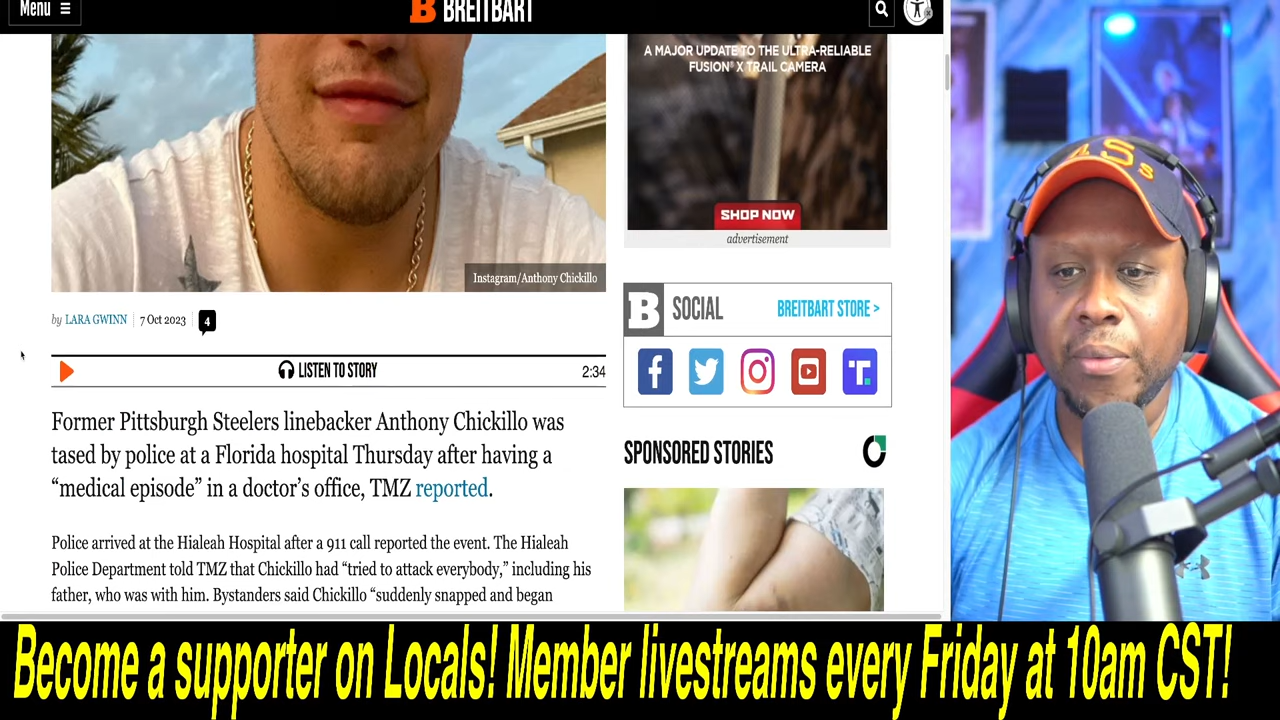 Menu
BREITBART
A MAJOR UPDATE TO THE ULTRA-RELIABLE
FUSION® X TRAIL CAMERA
SHOP NOW
advertisement
Instagram/Anthony Chickillo
by LARA GWINN 7 Oct 2023 4
LISTEN TO STORY 2:34
B SOCIAL BREITBART STORE >
Former Pittsburgh Steelers linebacker Anthony Chickillo was
tased by police at a Florida hospital Thursday after having a
“medical episode” in a doctor’s office, TMZ reported.
SPONSORED STORIES
Police arrived at the Hialeah Hospital after a 911 call reported the event. The Hialeah
Police Department told TMZ that Chickillo had “tried to attack everybody,” including his
father, who was with him. Bystanders said Chickillo “suddenly snapped and began
Become a supporter on Locals! Member livestreams every Friday at 10am CST!